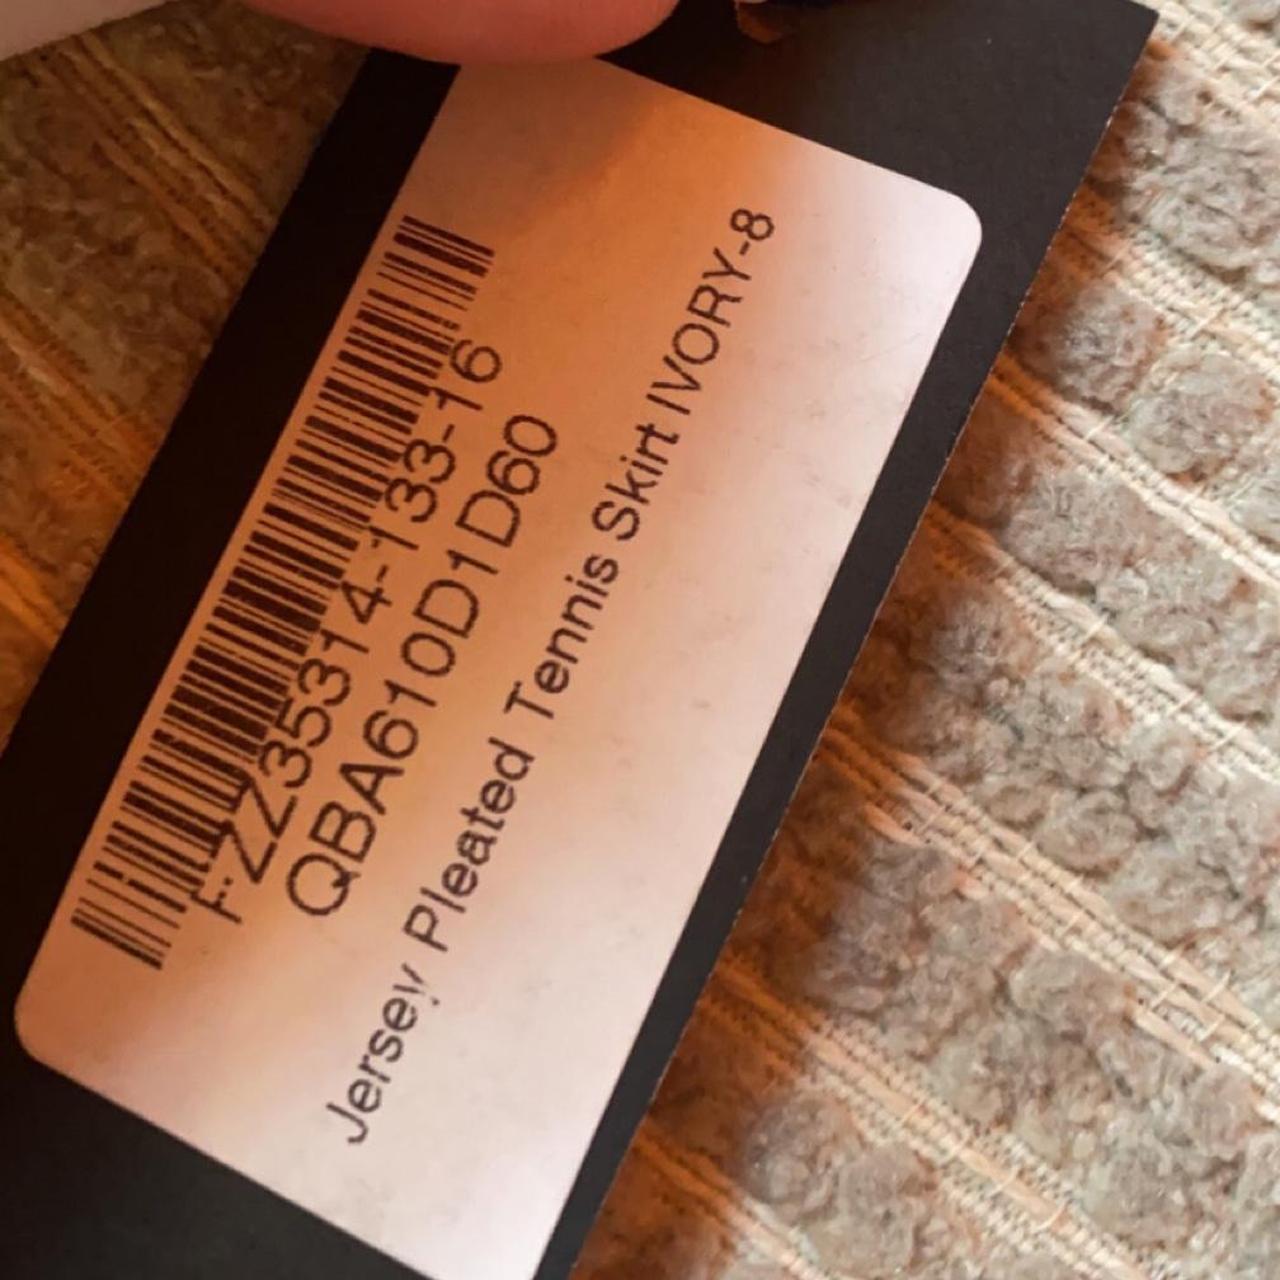 FZZ35314-133-16
QBA610D1D60
Jersey Pleated Tennis Skirt IVORY-8